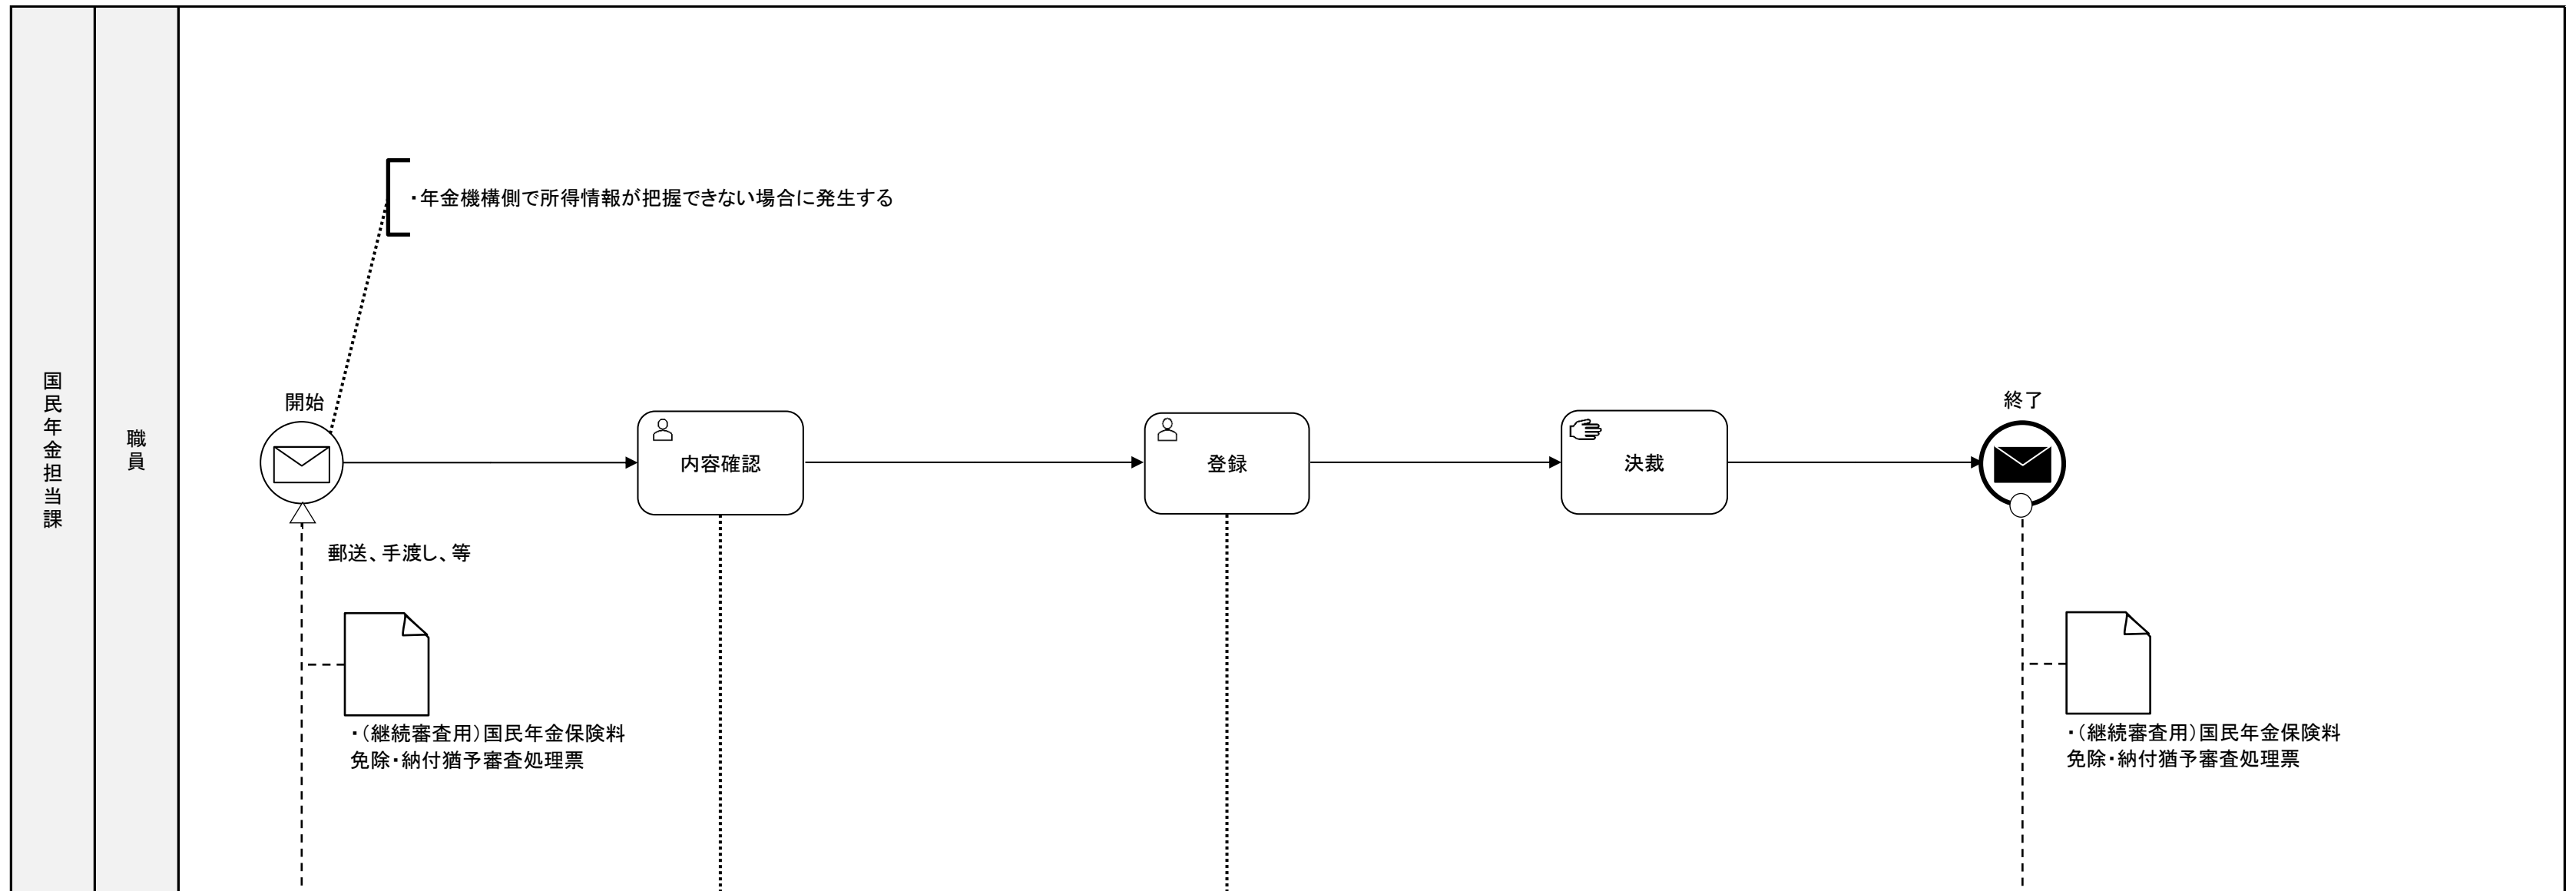 国民年金担当課
職員
・年金機構側で所得情報が把握できない場合に発生する
開始
内容確認
登録
決裁
終了
郵送、手渡し、等
・（継続審査用）国民年金保険料
免除・納付猶予審査処理票
・（継続審査用）国民年金保険料
免除・納付猶予審査処理票